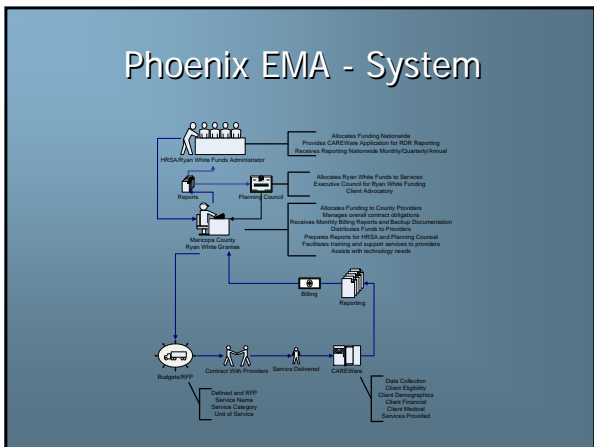 Phoenix EMA - System
Allocates Funding Nationwide
Provides CAREWare Application for RDR Reporting
Receives Reporting Nationwide Monthly/Quarterly/Annual
HRSA/Ryan White Funds Administrator
Allocates Ryan White Funds to Services
Executive Council for Ryan White Funding
Client Advocatory
Reports
Planning Council
Allocates Funding to County Providers
Manages overall contract obligations
Receives Monthly Billing Reports and Backup Documentation
Distributes Funds to Providers
Prepares Reports for HRSA and Planning Counsel
Facilities training and support services to providers
Assists with technology needs
Maricopa County
Ryan White Grantee
Billing
Reporting
Budgets/RFP
Contract With Providers
Service Delivered
CAREWare
Defined and RFP
Service Name
Service Category
Unit of Service
Data Collection
Client Eligibility
Client Demographics
Client Financial
Client Medical
Services Provided